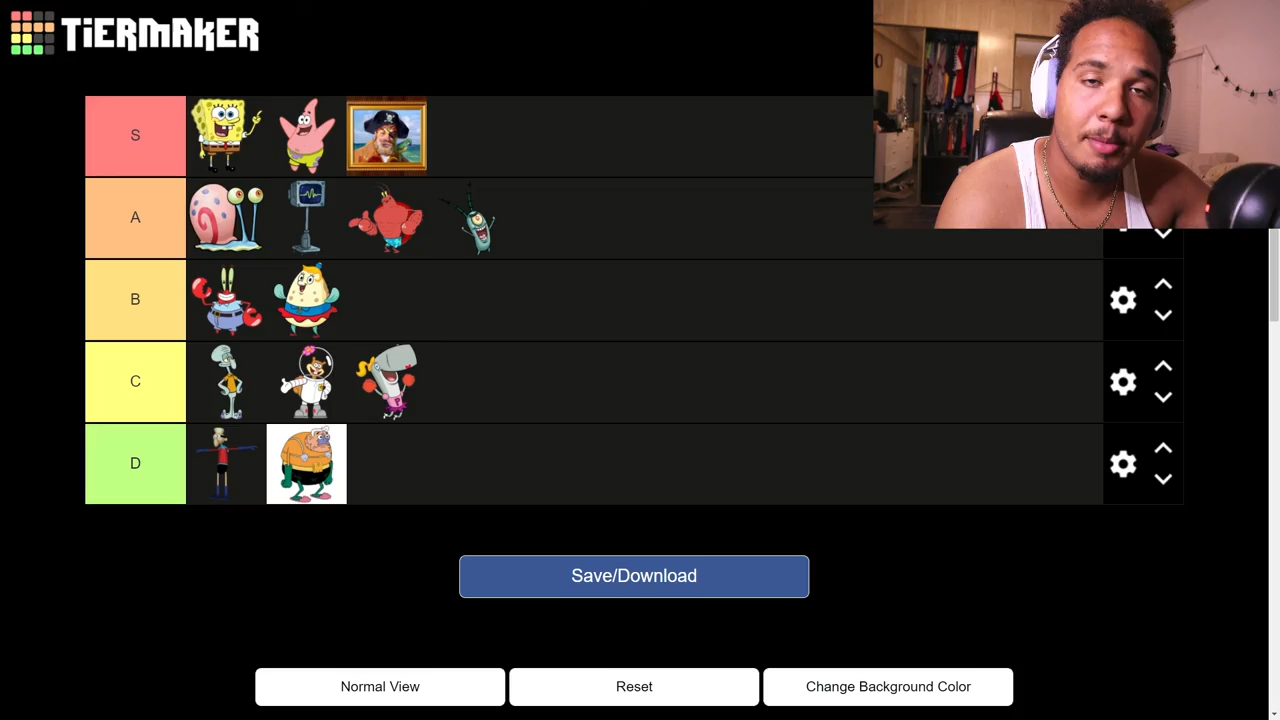 TiERMAKER
S
A
B
C
D
Save/Download
Normal View
Reset
Change Background Color